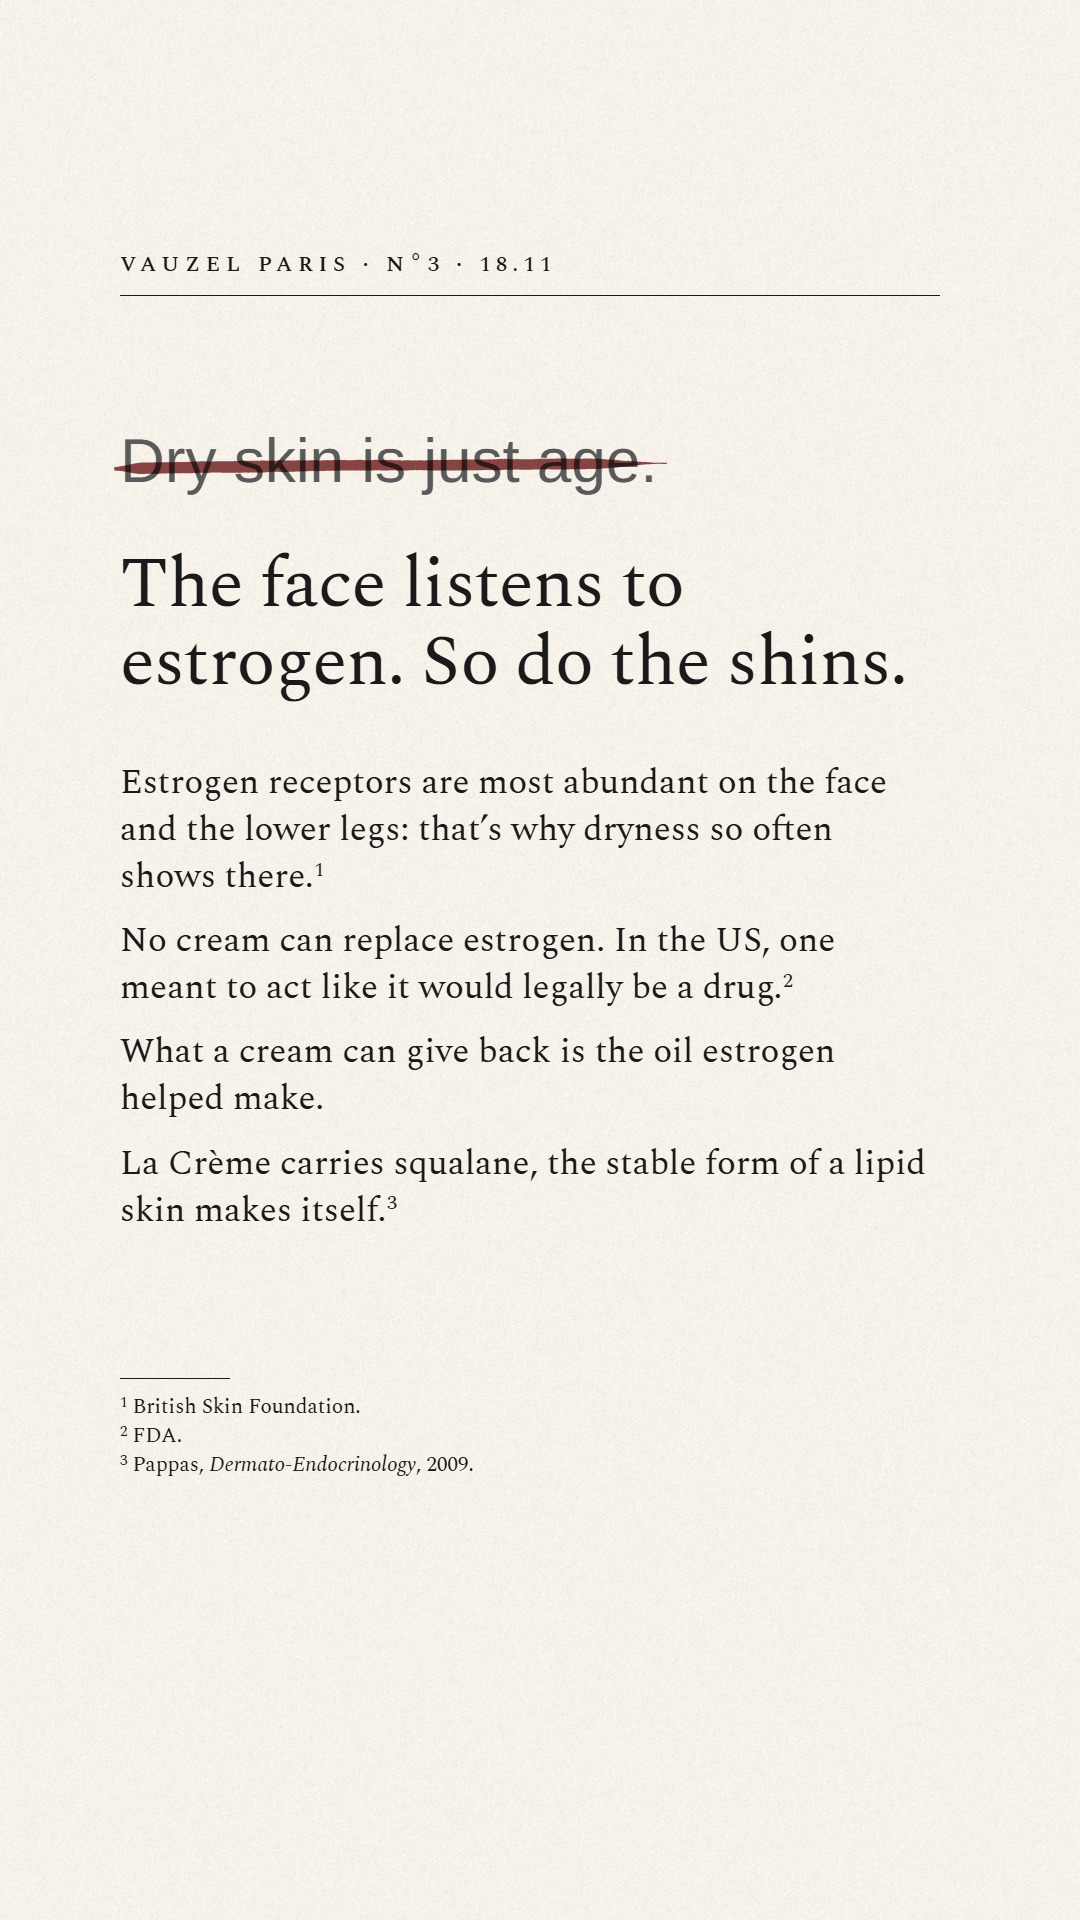 VAUZEL PARIS · N°3 · 18.11
Dry skin is just age.
The face listens to
estrogen. So do the shins.
Estrogen receptors are most abundant on the face
and the lower legs: that’s why dryness so often
shows there.¹
No cream can replace estrogen. In the US, one
meant to act like it would legally be a drug.²
What a cream can give back is the oil estrogen
helped make.
La Crème carries squalane, the stable form of a lipid
skin makes itself.³
¹ British Skin Foundation.
² FDA.
³ Pappas, Dermato-Endocrinology, 2009.